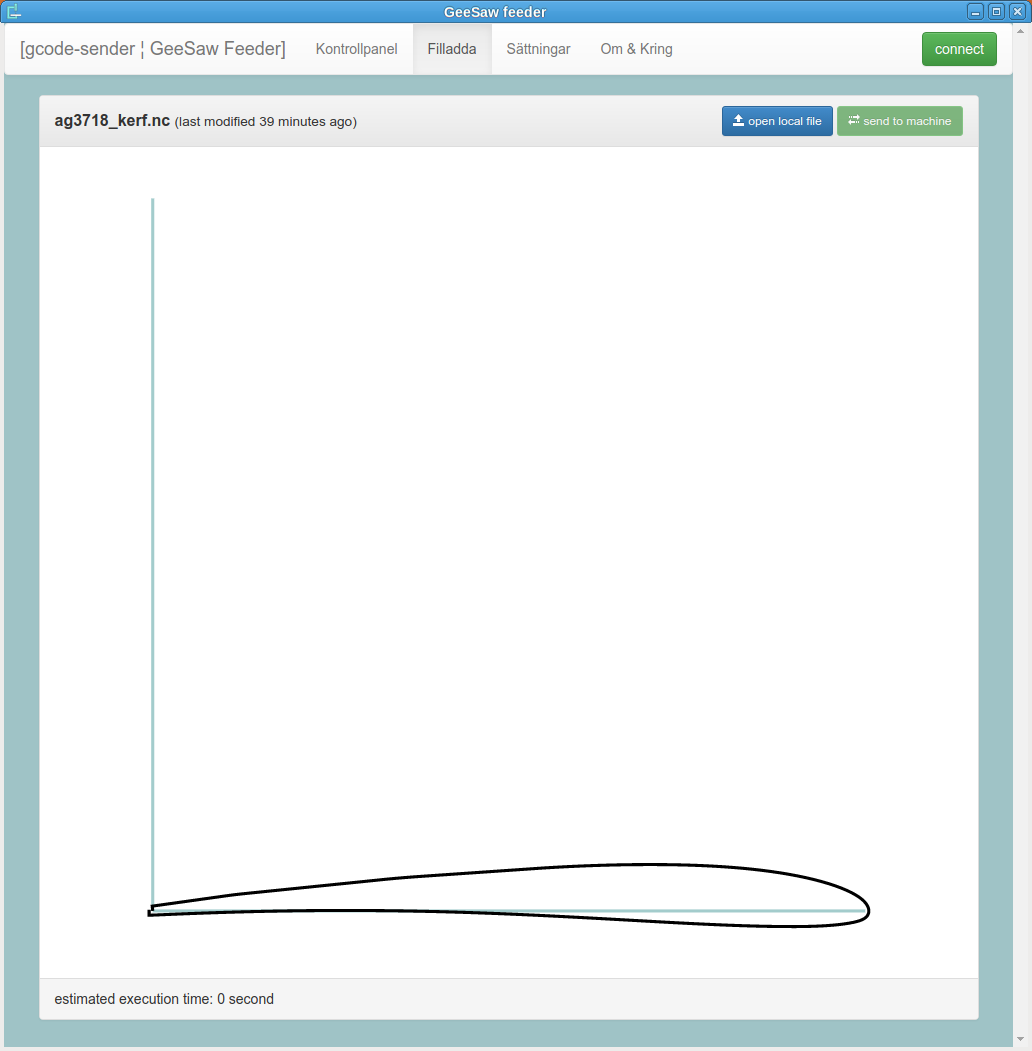 GeeSaw feeder
[gcode-sender ¦ GeeSaw Feeder] Kontrollpanel Filladda Sättningar Om & Kring connect
ag3718_kerf.nc (last modified 39 minutes ago) open local file send to machine
estimated execution time: 0 second